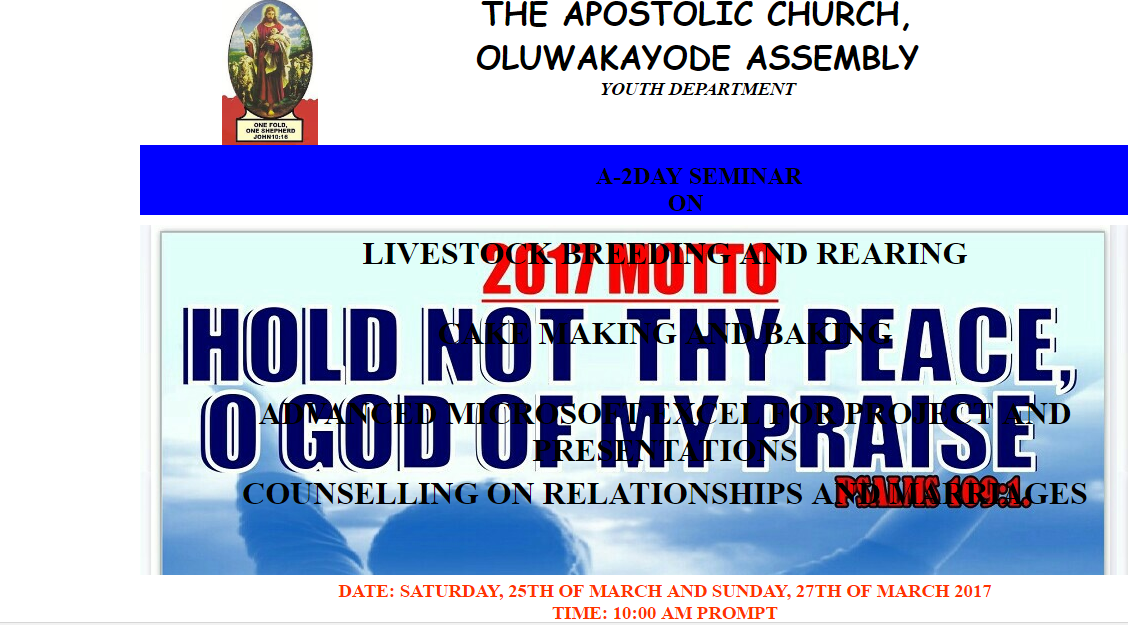 THE APOSTOLIC CHURCH,
OLUWAKAYODE ASSEMBLY
YOUTH DEPARTMENT
ONE FOLD,
ONE SHEPHERD
JOHN10:16
A-2DAY SEMINAR
ON
LIVESTOCK BREEDING AND REARING
2017 MOTTO
HOLD NOT THY PEACE,
CAKE MAKING AND BAKING
O GOD OF MY PRAISE
ADVANCED MICROSOFT EXCEL FOR PROJECT AND
PRESENTATIONS
PSALMS 109:1.
COUNSELLING ON RELATIONSHIPS AND MARRIAGES
DATE: SATURDAY, 25TH OF MARCH AND SUNDAY, 27TH OF MARCH 2017
TIME: 10:00 AM PROMPT